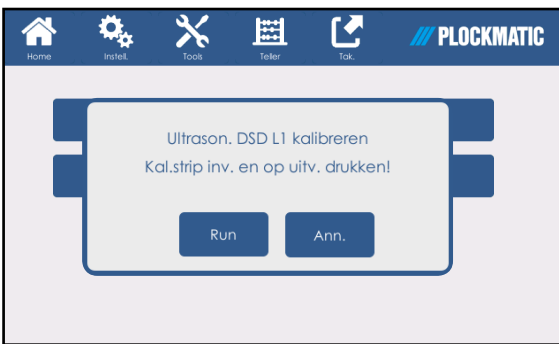 Home Instell. Tools Teller Tak. PLOCKMATIC
Ultrason. DSD L1 kalibreren
Kal.strip inv. en op uitv. drukken!
Run Ann.